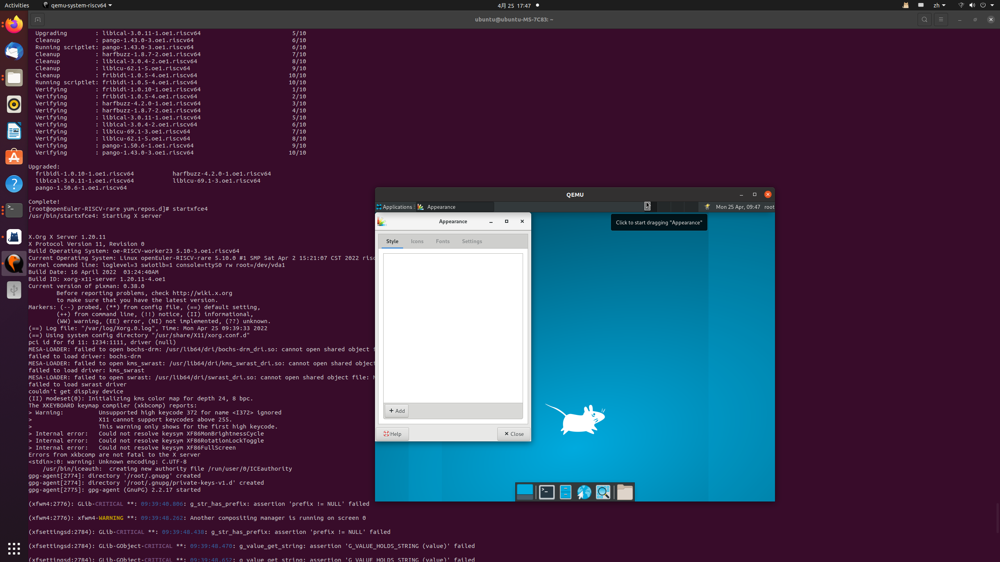 Activities
qemu-system-riscv64
4月 25 17:47
zh
ubuntu@ubuntu-MS-7C83: ~
Upgrading : libical-3.0.11-1.oe1.riscv64 5/10
Cleanup : pango-1.43.0-3.oe1.riscv64 6/10
Running scriptlet: pango-1.43.0-3.oe1.riscv64 6/10
Cleanup : harfbuzz-1.8.7-2.oe1.riscv64 7/10
Cleanup : libical-3.0.4-2.oe1.riscv64 8/10
Cleanup : libicu-62.1-5.oe1.riscv64 9/10
Cleanup : fribidi-1.0.5-4.oe1.riscv64 10/10
Running scriptlet: fribidi-1.0.5-4.oe1.riscv64 10/10
Verifying : fribidi-1.0.10-1.oe1.riscv64 1/10
Verifying : fribidi-1.0.5-4.oe1.riscv64 2/10
Verifying : harfbuzz-4.2.0-1.oe1.riscv64 3/10
Verifying : harfbuzz-1.8.7-2.oe1.riscv64 4/10
Verifying : libical-3.0.11-1.oe1.riscv64 5/10
Verifying : libical-3.0.4-2.oe1.riscv64 6/10
Verifying : libicu-69.1-3.oe1.riscv64 7/10
Verifying : libicu-62.1-5.oe1.riscv64 8/10
Verifying : pango-1.50.6-1.oe1.riscv64 9/10
Verifying : pango-1.43.0-3.oe1.riscv64 10/10
Upgraded:
fribidi-1.0.10-1.oe1.riscv64 harfbuzz-4.2.0-1.oe1.riscv64
libical-3.0.11-1.oe1.riscv64 libicu-69.1-3.oe1.riscv64
pango-1.50.6-1.oe1.riscv64
Complete!
[root@openEuler-RISCV-rare yum.repos.d]# startxfce4
/usr/bin/startxfce4: Starting X server
X.Org X Server 1.20.11
X Protocol Version 11, Revision 0
Build Operating System: oe-RISCV-worker23 5.10-3.oe1.riscv64
Current Operating System: Linux openEuler-RISCV-rare 5.10.0 #1 SMP Sat Apr 2 15:21:07 CST 2022 risc
Kernel command line: loglevel=3 swiotlb=1 console=ttyS0 rw root=/dev/vda1
Build Date: 16 April 2022 03:24:40AM
Build ID: xorg-x11-server 1.20.11-4.oe1
Current version of pixman: 0.38.0
Before reporting problems, check http://wiki.x.org
to make sure that you have the latest version.
Markers: (--) probed, (**) from config file, (==) default setting,
(++) from command line, (!!) notice, (II) informational,
(WW) warning, (EE) error, (NI) not implemented, (??) unknown.
(==) Log file: "/var/log/Xorg.0.log", Time: Mon Apr 25 09:39:33 2022
(==) Using system config directory "/usr/share/X11/xorg.conf.d"
pci id for fd 11: 1234:1111, driver (null)
MESA-LOADER: failed to open bochs-drm: /usr/lib64/dri/bochs-drm_dri.so: cannot open shared object f
failed to load driver: bochs-drm
MESA-LOADER: failed to open kms_swrast: /usr/lib64/dri/kms_swrast_dri.so: cannot open shared object
failed to load driver: kms_swrast
MESA-LOADER: failed to open swrast: /usr/lib64/dri/swrast_dri.so: cannot open shared object file: N
failed to load swrast driver
couldn't get display device
(II) modeset(0): Initializing kms color map for depth 24, 8 bpc.
The XKEYBOARD keymap compiler (xkbcomp) reports:
> Warning: Unsupported high keycode 372 for name <I372> ignored
> X11 cannot support keycodes above 255.
> This warning only shows for the first high keycode.
> Internal error: Could not resolve keysym XF86MonBrightnessCycle
> Internal error: Could not resolve keysym XF86RotationLockToggle
> Internal error: Could not resolve keysym XF86FullScreen
Errors from xkbcomp are not fatal to the X server
<stdin>:0: warning: Unknown encoding: C.UTF-8
/usr/bin/iceauth: creating new authority file /run/user/0/ICEauthority
gpg-agent[2774]: directory '/root/.gnupg' created
gpg-agent[2774]: directory '/root/.gnupg/private-keys-v1.d' created
gpg-agent[2775]: gpg-agent (GnuPG) 2.2.17 started
(xfwm4:2776): GLib-CRITICAL **: 09:39:40.806: g_str_has_prefix: assertion 'prefix != NULL' failed
(xfwm4:2776): xfwm4-WARNING **: 09:39:48.262: Another compositing manager is running on screen 0
(xfsettingsd:2784): GLib-CRITICAL **: 09:39:48.438: g_str_has_prefix: assertion 'prefix != NULL' failed
(xfsettingsd:2784): GLib-GObject-CRITICAL **: 09:39:48.470: g_value_get_string: assertion 'G_VALUE_HOLDS_STRING (value)' failed
(xfsettingsd:2784): GLib-GObject-CRITICAL **: 09:39:48.652: g_value_get_string: assertion 'G_VALUE_HOLDS_STRING (value)' failed
QEMU
Applications
Appearance
Mon 25 Apr, 09:47 root
Click to start dragging "Appearance"
Appearance
Style Icons Fonts Settings
Add
Help
Close